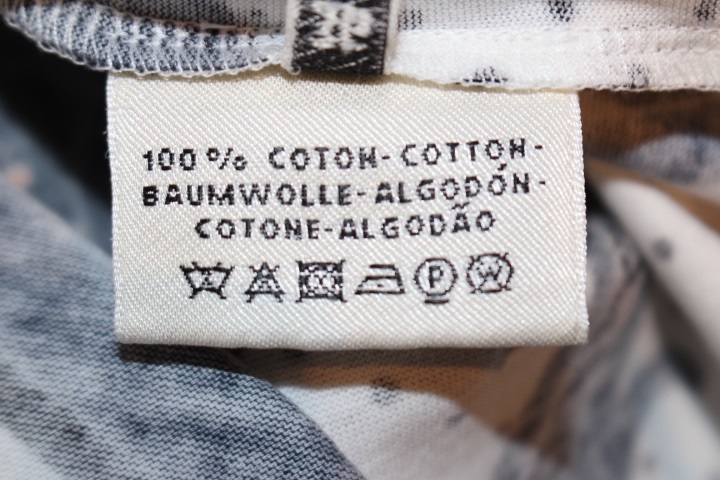 100% COTON-COTTON-
BAUMWOLLE-ALGODÓN-
COTONE-ALGODÃO
P W